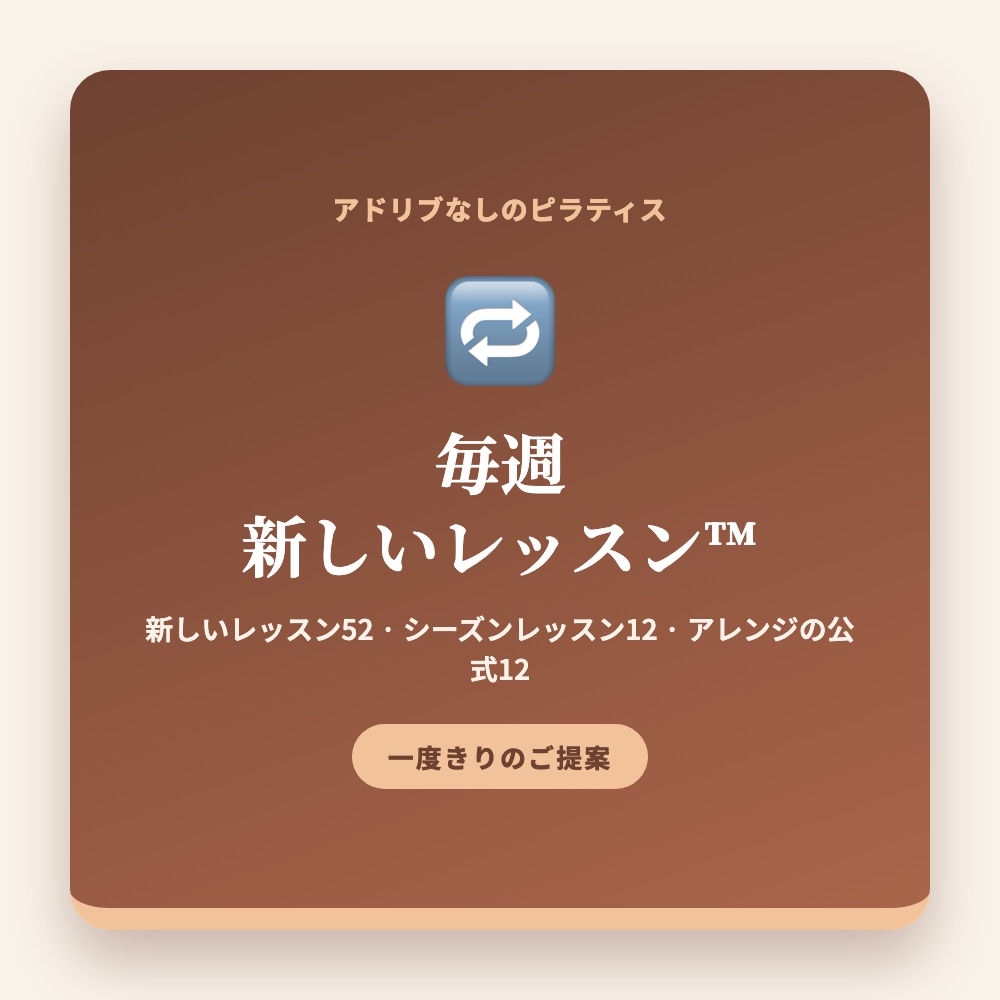 アドリブなしのピラティス
毎週
新しいレッスン™
新しいレッスン52 · シーズンレッスン12 · アレンジの公
式12
一度きりのご提案